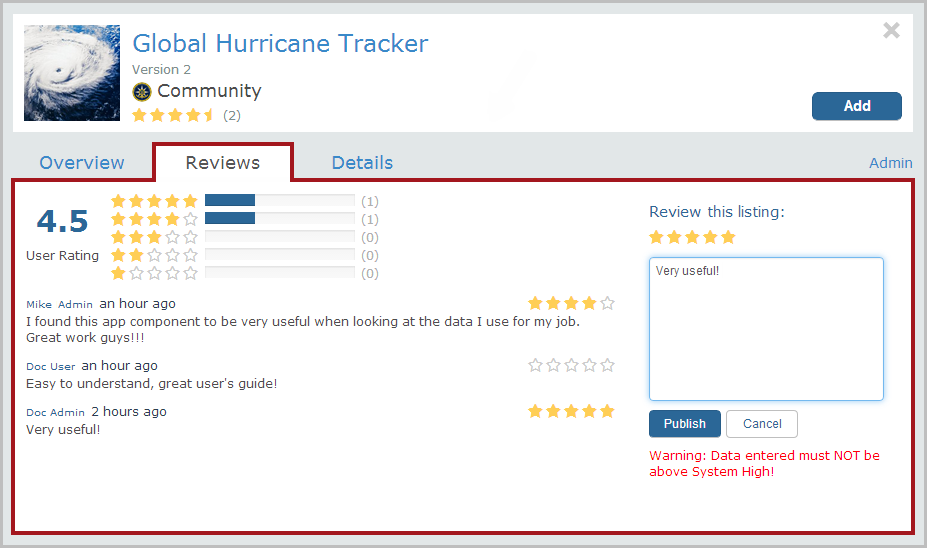 Global Hurricane Tracker
Version 2
Community
(2)
Add
Overview
Reviews
Details
Admin
4.5
User Rating
(1)
(1)
(0)
(0)
(0)
Mike Admin an hour ago
I found this app component to be very useful when looking at the data I use for my job.
Great work guys!!!
Doc User an hour ago
Easy to understand, great user's guide!
Doc Admin 2 hours ago
Very useful!
Review this listing:
Very useful!
Publish
Cancel
Warning: Data entered must NOT be
above System High!